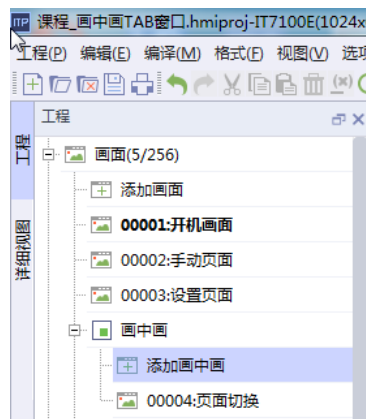 ITP 课程_画中画TAB窗口.hmiproj-IT7100E(1024x
工程(P) 编辑(E) 编译(M) 格式(F) 视图(V) 选项
工程
工程
详细视图
画面(5/256)
添加画面
00001:开机画面
00002:手动页面
00003:设置页面
画中画
添加画中画
00004:页面切换